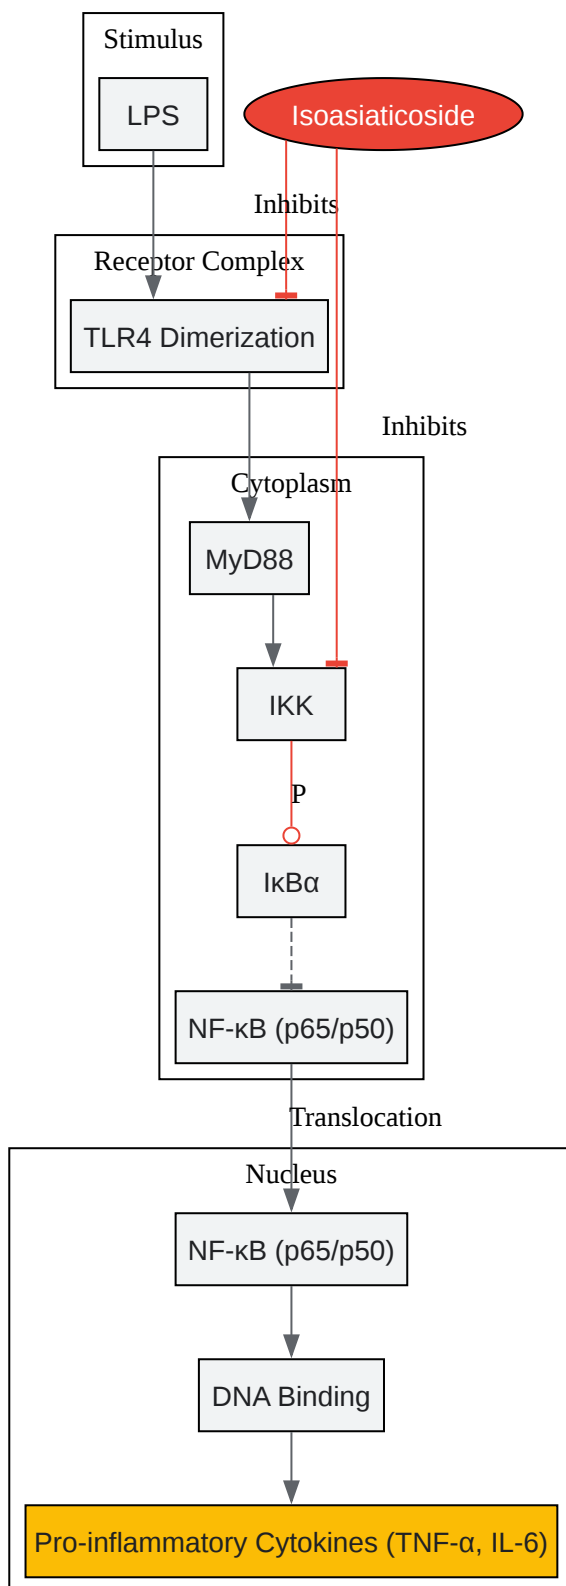 Stimulus
LPS
Isoasiaticoside
Inhibits
Receptor Complex
TLR4 Dimerization
Inhibits
Cytoplasm
MyD88
IKK
P
IκBα
NF-κB (p65/p50)
Translocation
Nucleus
NF-κB (p65/p50)
DNA Binding
Pro-inflammatory Cytokines (TNF-α, IL-6)